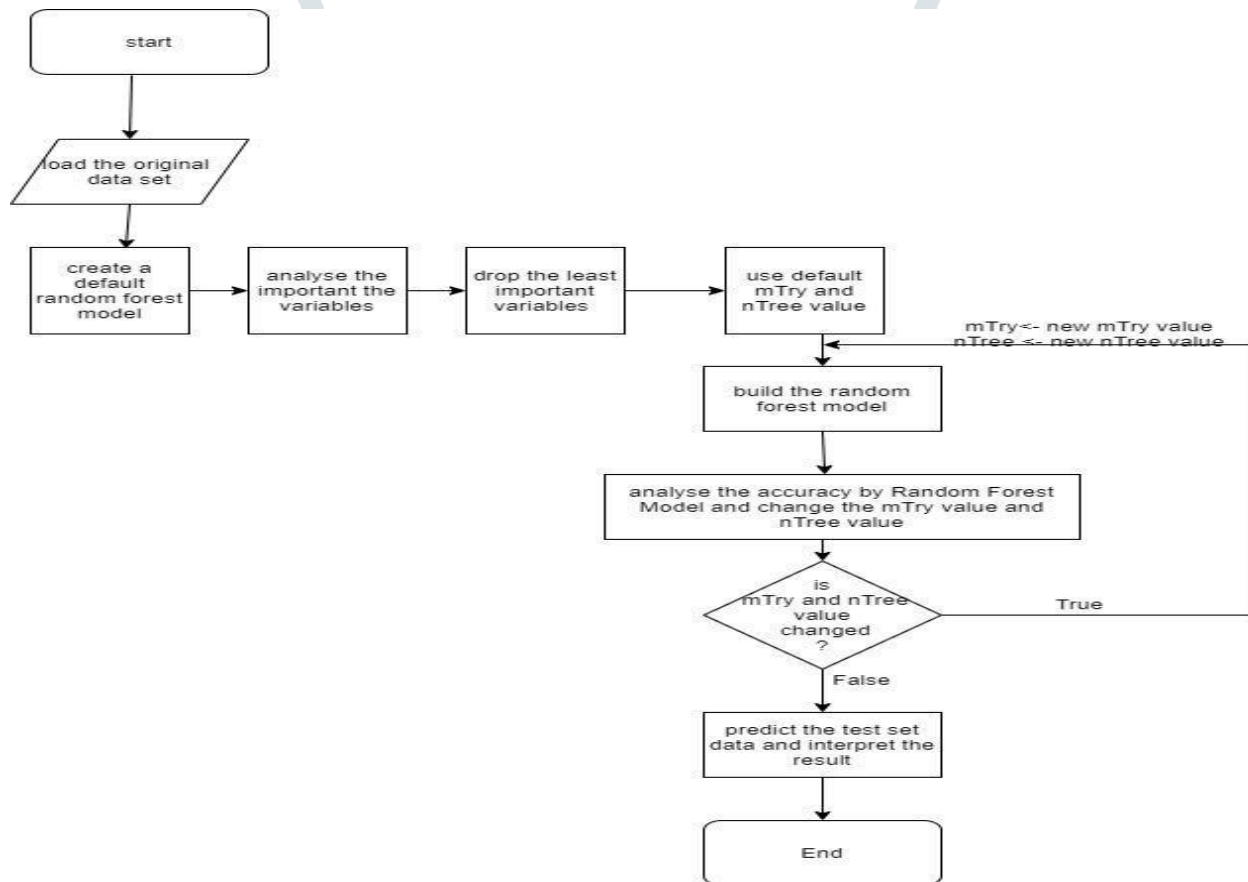 start
load the original
data set
create a
default
random forest
model
analyse the
important the
variables
drop the least
important
variables
use default
mTry and
nTree value
mTry<- new mTry value
nTree <- new nTree value
build the random
forest model
analyse the accuracy by Random Forest
Model and change the mTry value and
nTree value
is
mTry and nTree
value
changed
?
True
False
predict the test set
data and interpret the
result
End